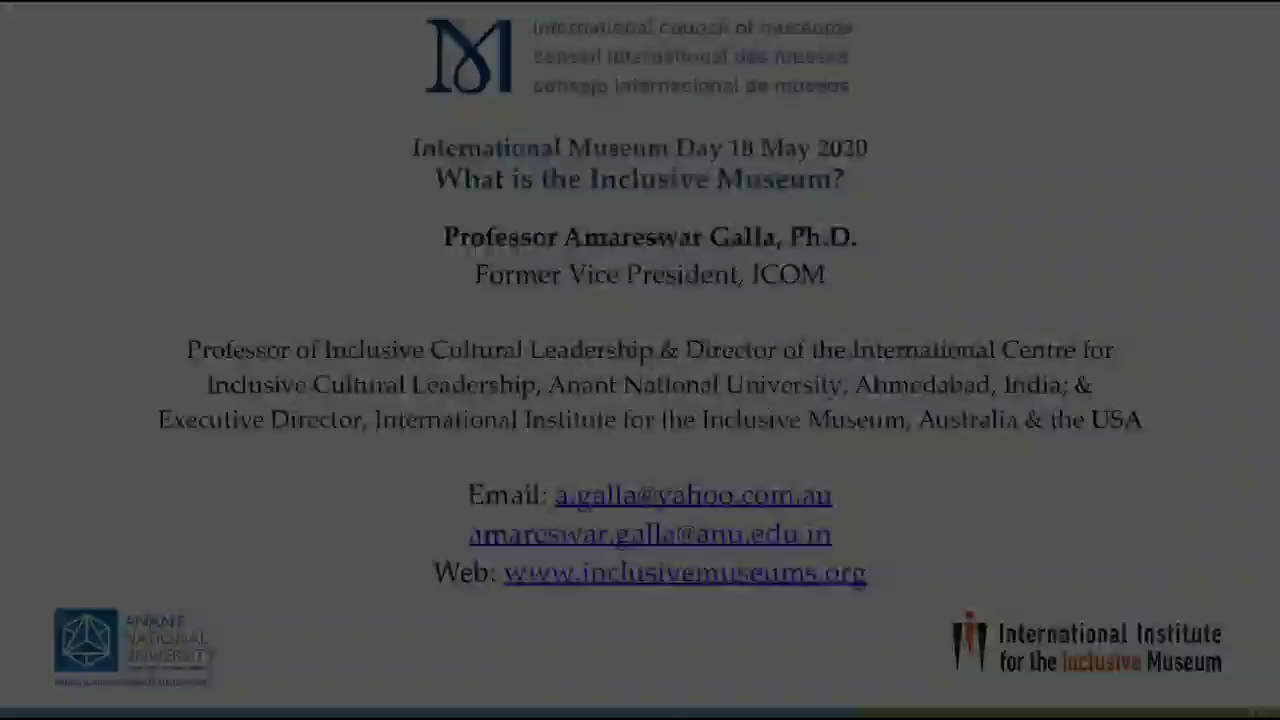 international council of museums
conseil international des musées
consejo internacional de museos
International Museum Day 18 May 2020
What is the Inclusive Museum?
Professor Amareswar Galla, Ph.D.
Former Vice President, ICOM
Professor of Inclusive Cultural Leadership & Director of the International Centre for
Inclusive Cultural Leadership, Anant National University, Ahmedabad, India; &
Executive Director, International Institute for the Inclusive Museum, Australia & the USA
Email: a.galla@yahoo.com.au
amareswar.galla@anu.edu.in
Web: www.inclusivemuseums.org
ANANT
NATIONAL
UNIVERSITY
International Institute
for the Inclusive Museum